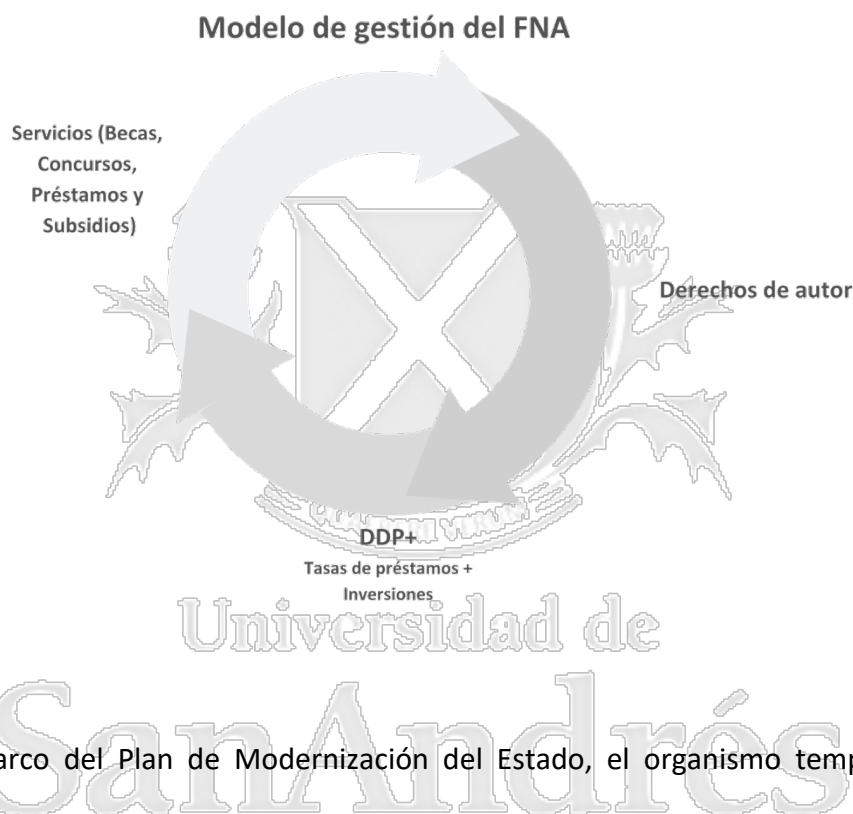 Modelo de gestión del FNA
Servicios (Becas,
Concursos,
Préstamos y
Subsidios)
Derechos de autor
DDP+
Tasas de préstamos +
Inversiones
Universidad de
SanAndrés
arco del Plan de Modernización del Estado, el organismo temp